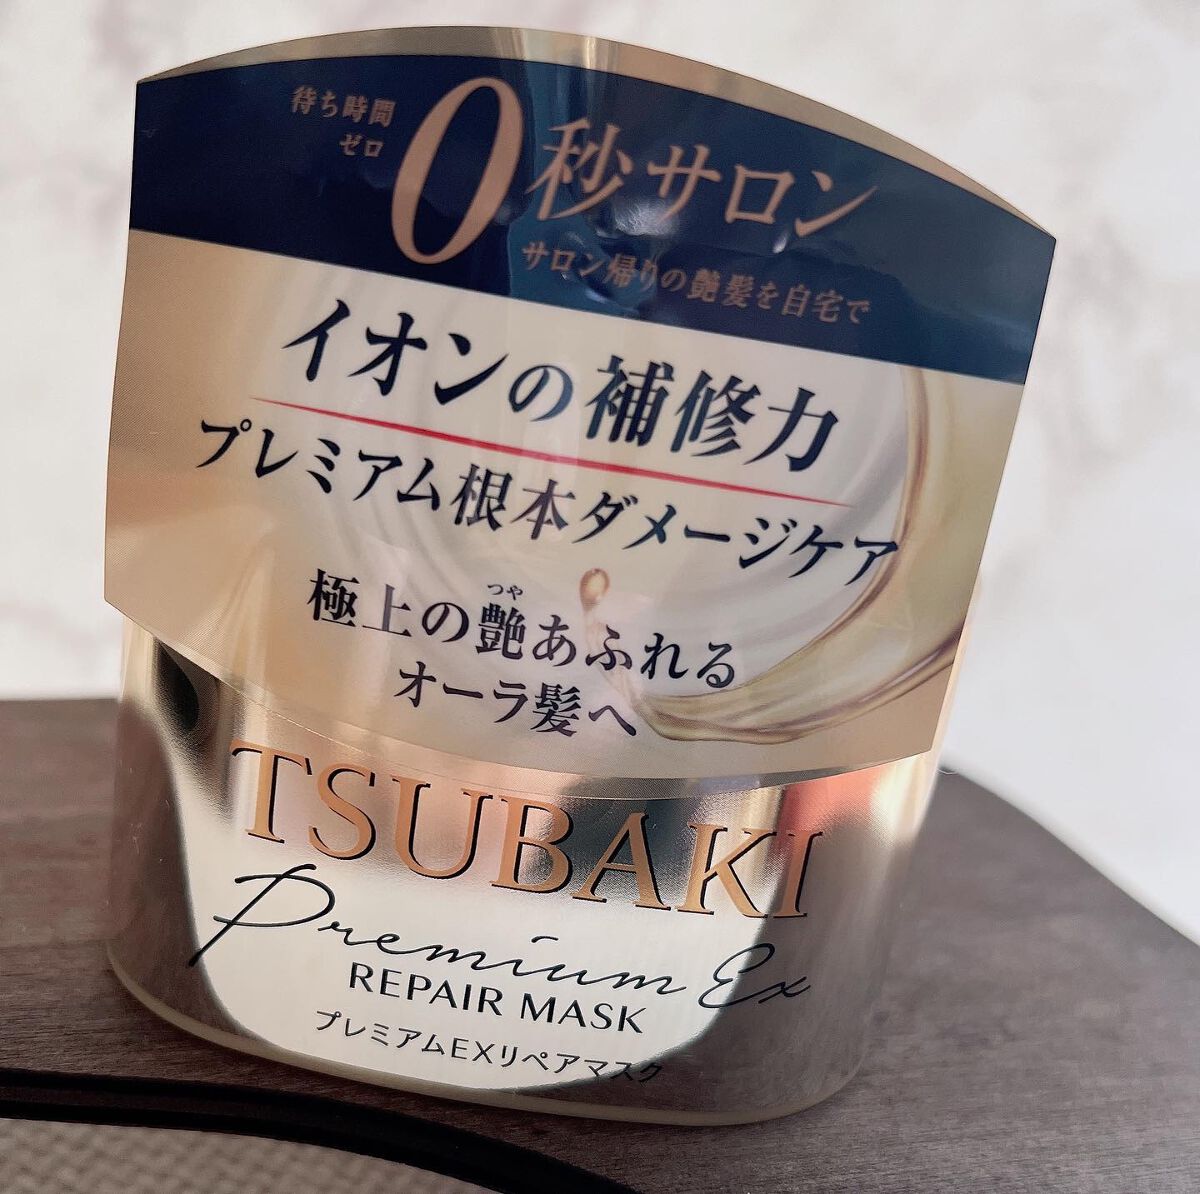 待ち時間
ゼロ
0秒サロン
サロン帰りの艶髪を自宅で
イオンの補修力
プレミアム根本ダメージケア
つや
極上の艶あふれる
オーラ髪へ
TSUBAKI
Premium Ex
REPAIR MASK
プレミアムEXリペアマスク